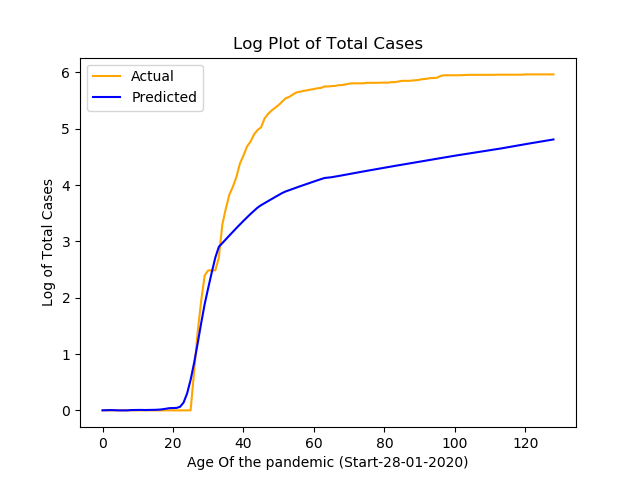 Log Plot of Total Cases
Actual
Predicted
6
5
4
3
2
1
0
Log of Total Cases
0 20 40 60 80 100 120
Age Of the pandemic (Start-28-01-2020)